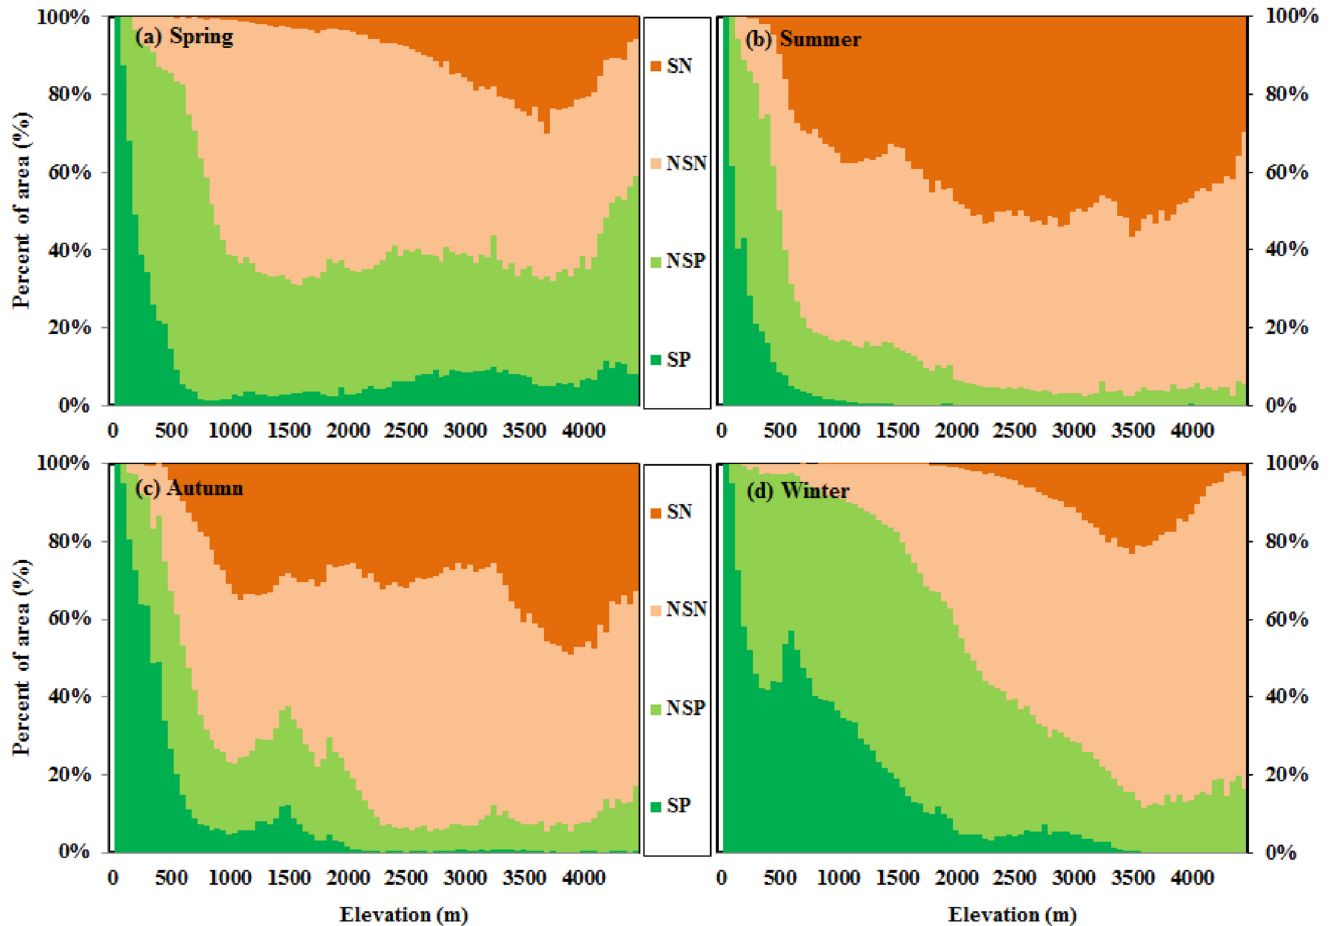 100%
80%
60%
40%
20%
0%
Percent of area (%)
(a) Spring
0 500 1000 1500 2000 2500 3000 3500 4000
SN
NSN
NSP
SP
(b) Summer
100%
80%
60%
40%
20%
0%
0 500 1000 1500 2000 2500 3000 3500 4000
100%
80%
60%
40%
20%
0%
Percent of area (%)
(c) Autumn
0 500 1000 1500 2000 2500 3000 3500 4000
Elevation (m)
SN
NSN
NSP
SP
(d) Winter
100%
80%
60%
40%
20%
0%
0 500 1000 1500 2000 2500 3000 3500 4000
Elevation (m)